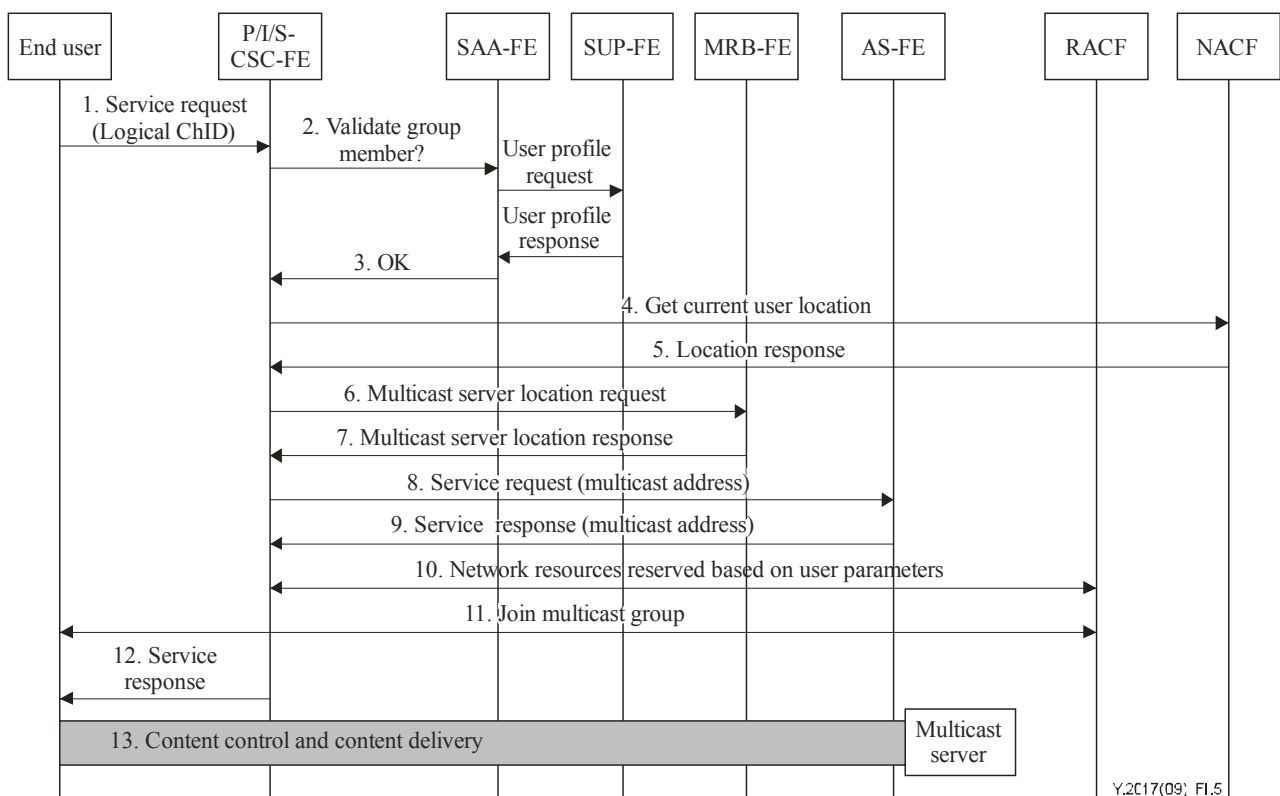 End user
P/I/S-
CSC-FE
SAA-FE
SUP-FE
MRB-FE
AS-FE
RACF
NACF
1. Service request
(Logical ChID)
2. Validate group
member?
User profile
request
User profile
response
3. OK
4. Get current user location
5. Location response
6. Multicast server location request
7. Multicast server location response
8. Service request (multicast address)
9. Service response (multicast address)
10. Network resources reserved based on user parameters
11. Join multicast group
12. Service
response
13. Content control and content delivery
Multicast
server
Y.2017(09)_FI.5